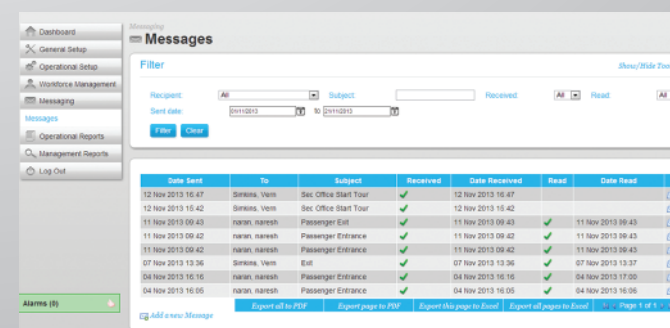 Messaging
Messages
Dashboard
General Setup
Operational Setup
Workforce Management
Messaging
Messages
Operational Reports
Management Reports
Log Out
Alarms (0)
Filter
Show/Hide
Recipient: All Subject: Received: All Read: All
Sent date: 01/11/2013 to 21/11/2013
Filter Clear
Date Sent To Subject Received Date Received Read Date Read
12 Nov 2013 16:47 Simkins, Vern Sec Office Start Tour 12 Nov 2013 16:47
12 Nov 2013 15:42 Simkins, Vern Sec Office Start Tour 12 Nov 2013 15:42
11 Nov 2013 09:43 naran, naresh Passenger Exit 11 Nov 2013 09:43 11 Nov 2013 09:43
11 Nov 2013 09:42 naran, naresh Passenger Entrance 11 Nov 2013 09:42 11 Nov 2013 09:43
11 Nov 2013 09:42 naran, naresh Passenger Entrance 11 Nov 2013 09:42 11 Nov 2013 09:43
07 Nov 2013 13:36 Simkins, Vern Exit 07 Nov 2013 13:36 07 Nov 2013 13:37
04 Nov 2013 16:16 naran, naresh Passenger Entrance 04 Nov 2013 16:16 04 Nov 2013 17:00
04 Nov 2013 16:05 naran, naresh Passenger Entrance 04 Nov 2013 16:05 04 Nov 2013 16:06
Export all to PDF Export page to PDF Export this page to Excel Export all pages to Excel Page 1 of 1
Add a new Message